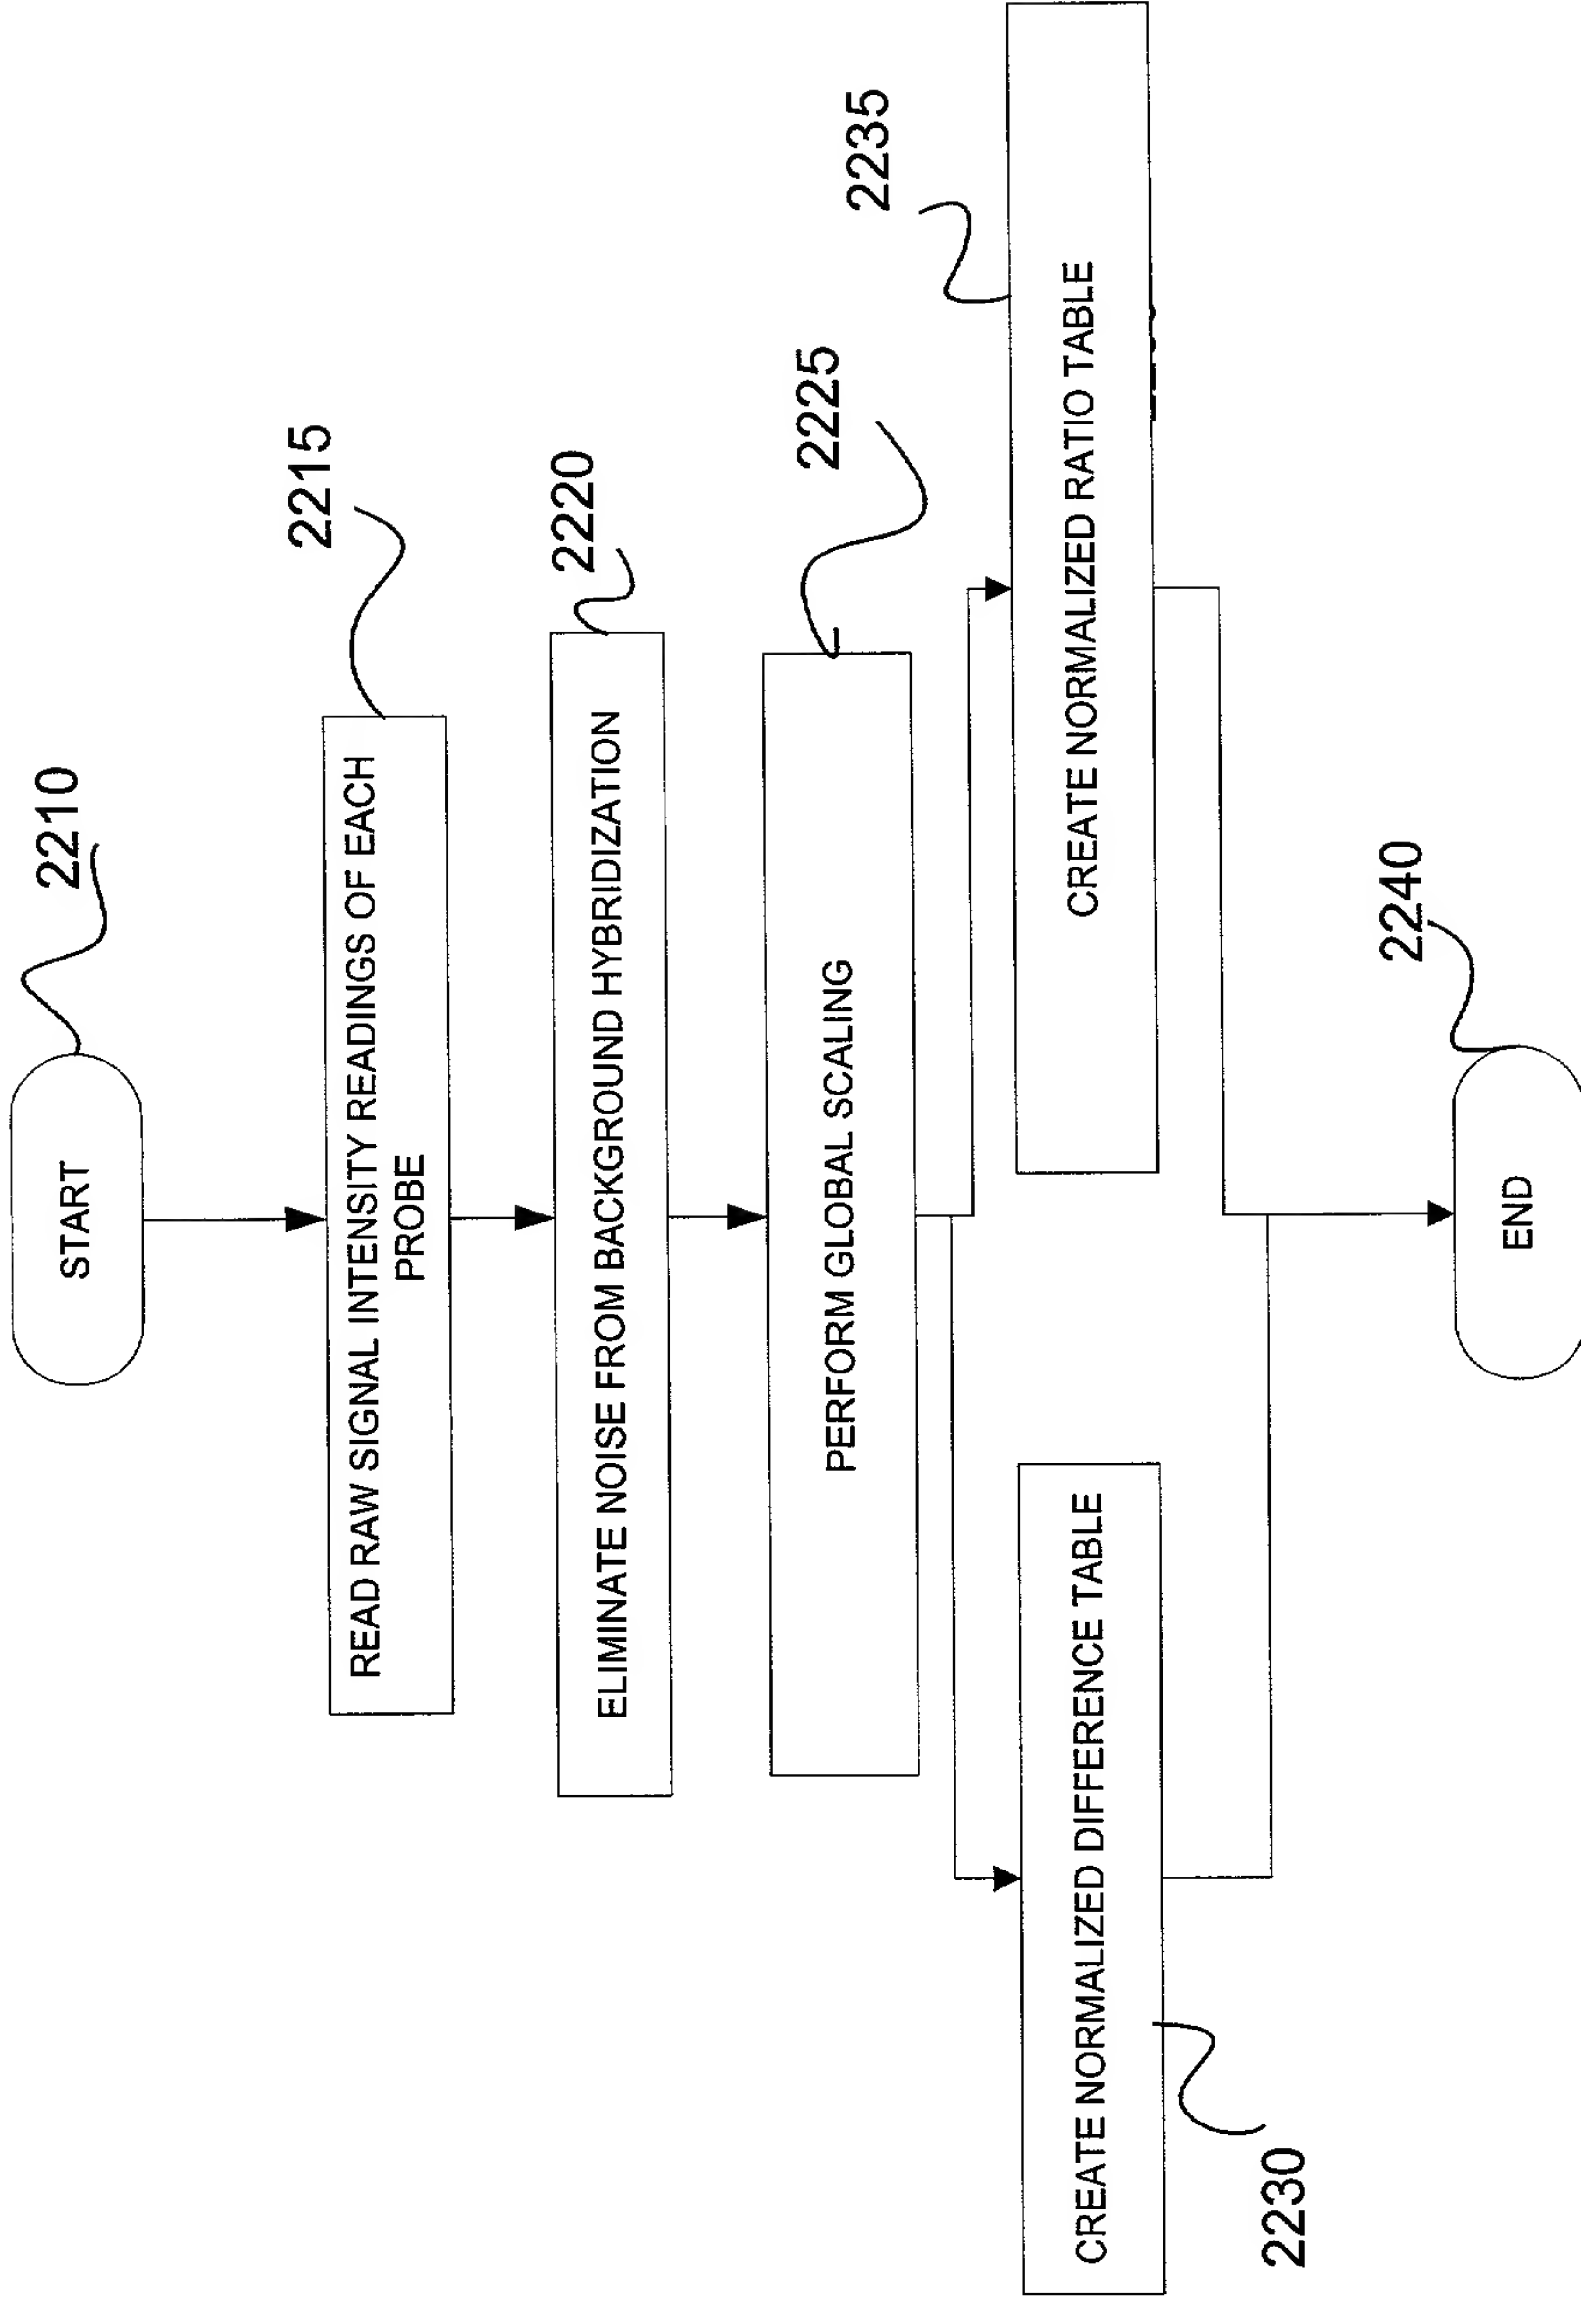 2210
START
2215
READ RAW SIGNAL INTENSITY READINGS OF EACH
PROBE
2220
ELIMINATE NOISE FROM BACKGROUND HYBRIDIZATION
2225
PERFORM GLOBAL SCALING
2235
CREATE NORMALIZED DIFFERENCE TABLE
CREATE NORMALIZED RATIO TABLE
2230
2240
END